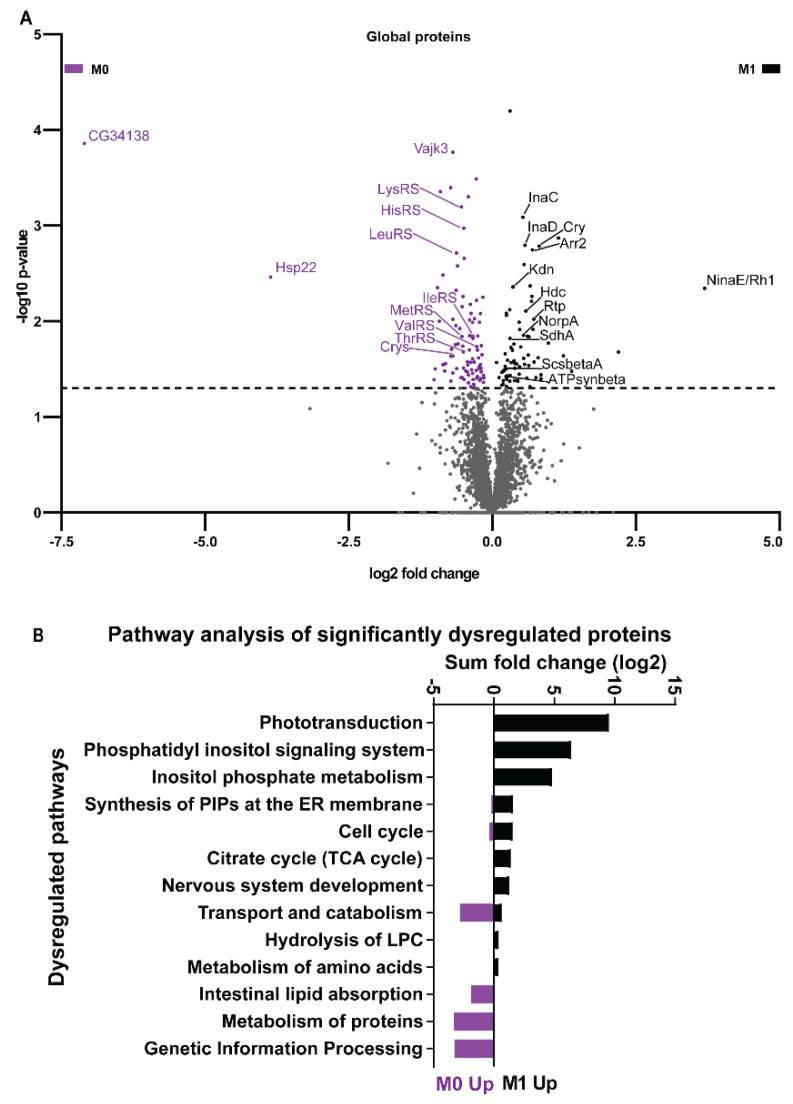 A
Global proteins
M0
M1
-log10 p-value
5
4
3
2
1
0
CG34138
Vajk3
LysRS
HisRS
LeuRS
Hsp22
IleRS
MetRS
ValRS
ThrRS
Crys
InaC
InaD
Cry
Arr2
Kdn
NinaE/Rh1
Hdc
Rtp
NorpA
SdhA
ScsbetaA
ATPsynbeta
-7.5 -5.0 -2.5 0.0 2.5 5.0
log2 fold change
B
Pathway analysis of significantly dysregulated proteins
Sum fold change (log2)
-5 0 5 10 15
Dysregulated pathways
Phototransduction
Phosphatidyl inositol signaling system
Inositol phosphate metabolism
Synthesis of PIPs at the ER membrane
Cell cycle
Citrate cycle (TCA cycle)
Nervous system development
Transport and catabolism
Hydrolysis of LPC
Metabolism of amino acids
Intestinal lipid absorption
Metabolism of proteins
Genetic Information Processing
M0 Up M1 Up